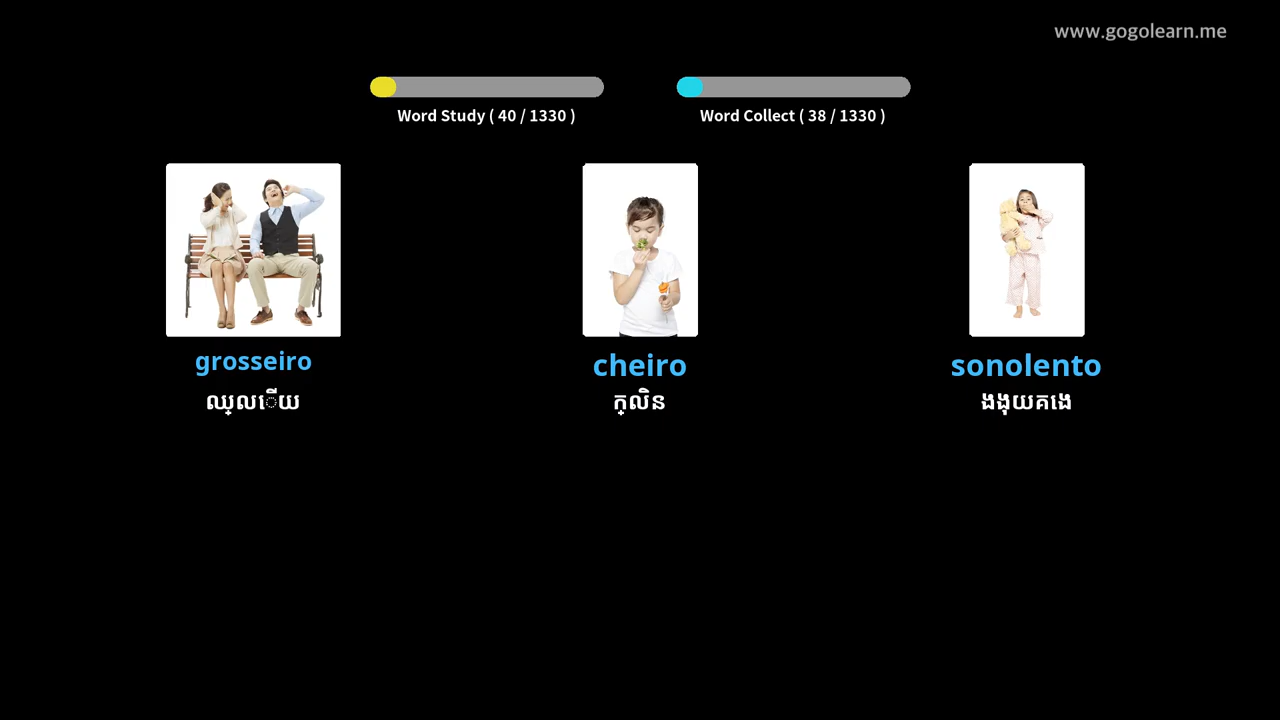 www.gogolearn.me
Word Study ( 40 / 1330 )
Word Collect ( 38 / 1330 )
grosseiro
ឈ្លើយ
cheiro
ក្លិន
sonolento
ងងុយគងេ